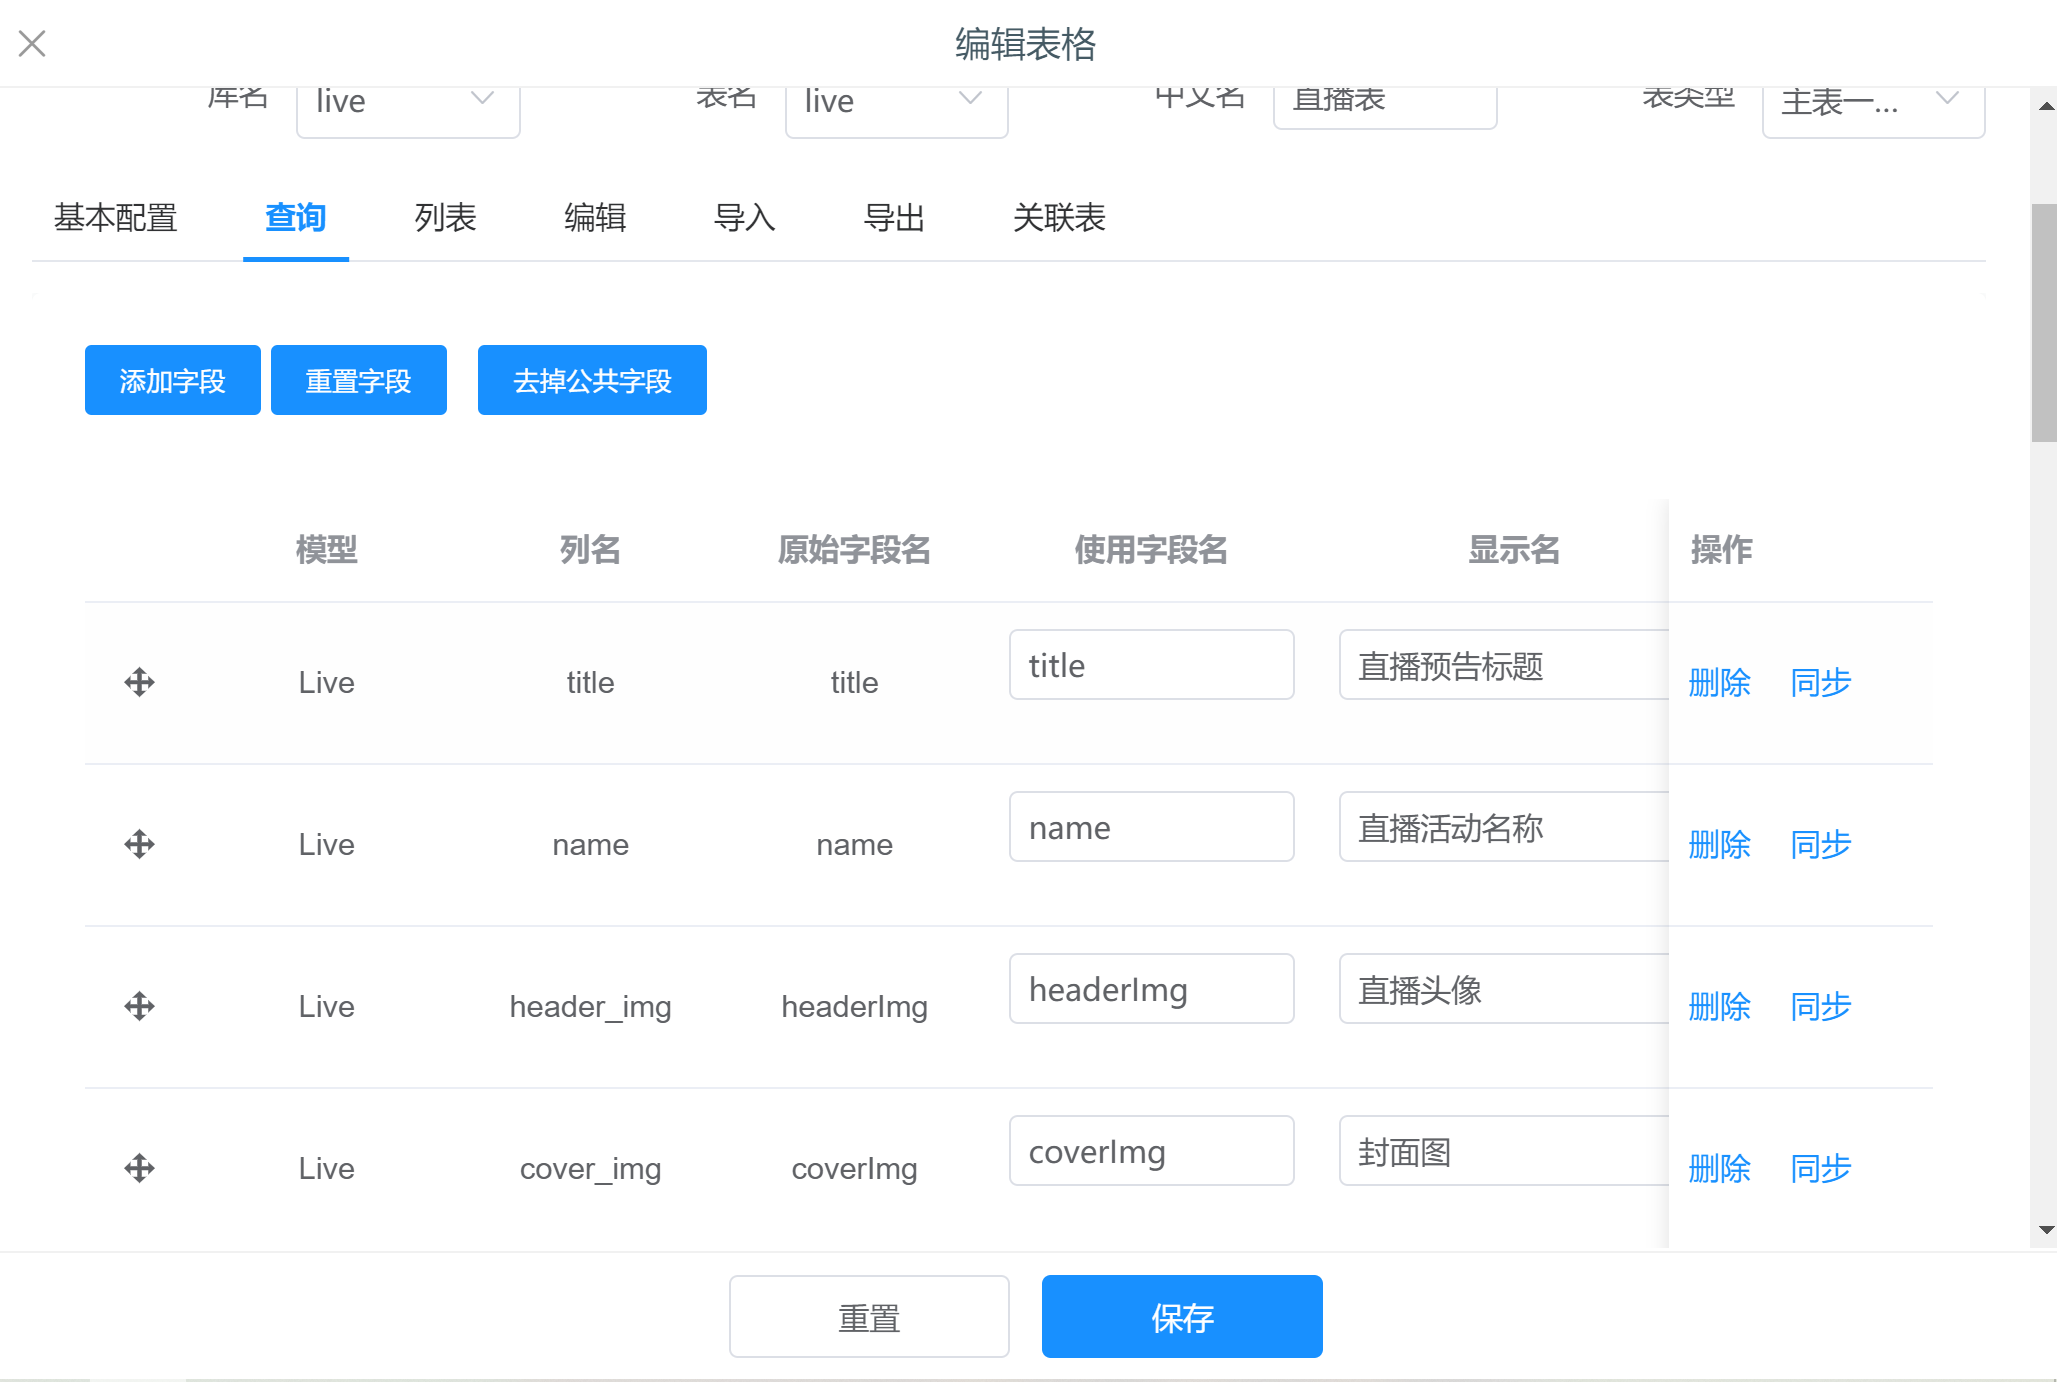 编辑表格
库名 live 表名 live 中文名 直播表 表类型 主表一...
基本配置 查询 列表 编辑 导入 导出 关联表
添加字段 重置字段 去掉公共字段
模型 列名 原始字段名 使用字段名 显示名 操作
Live title title title 直播预告标题 删除 同步
Live name name name 直播活动名称 删除 同步
Live header_img headerImg headerImg 直播头像 删除 同步
Live cover_img coverImg coverImg 封面图 删除 同步
重置 保存